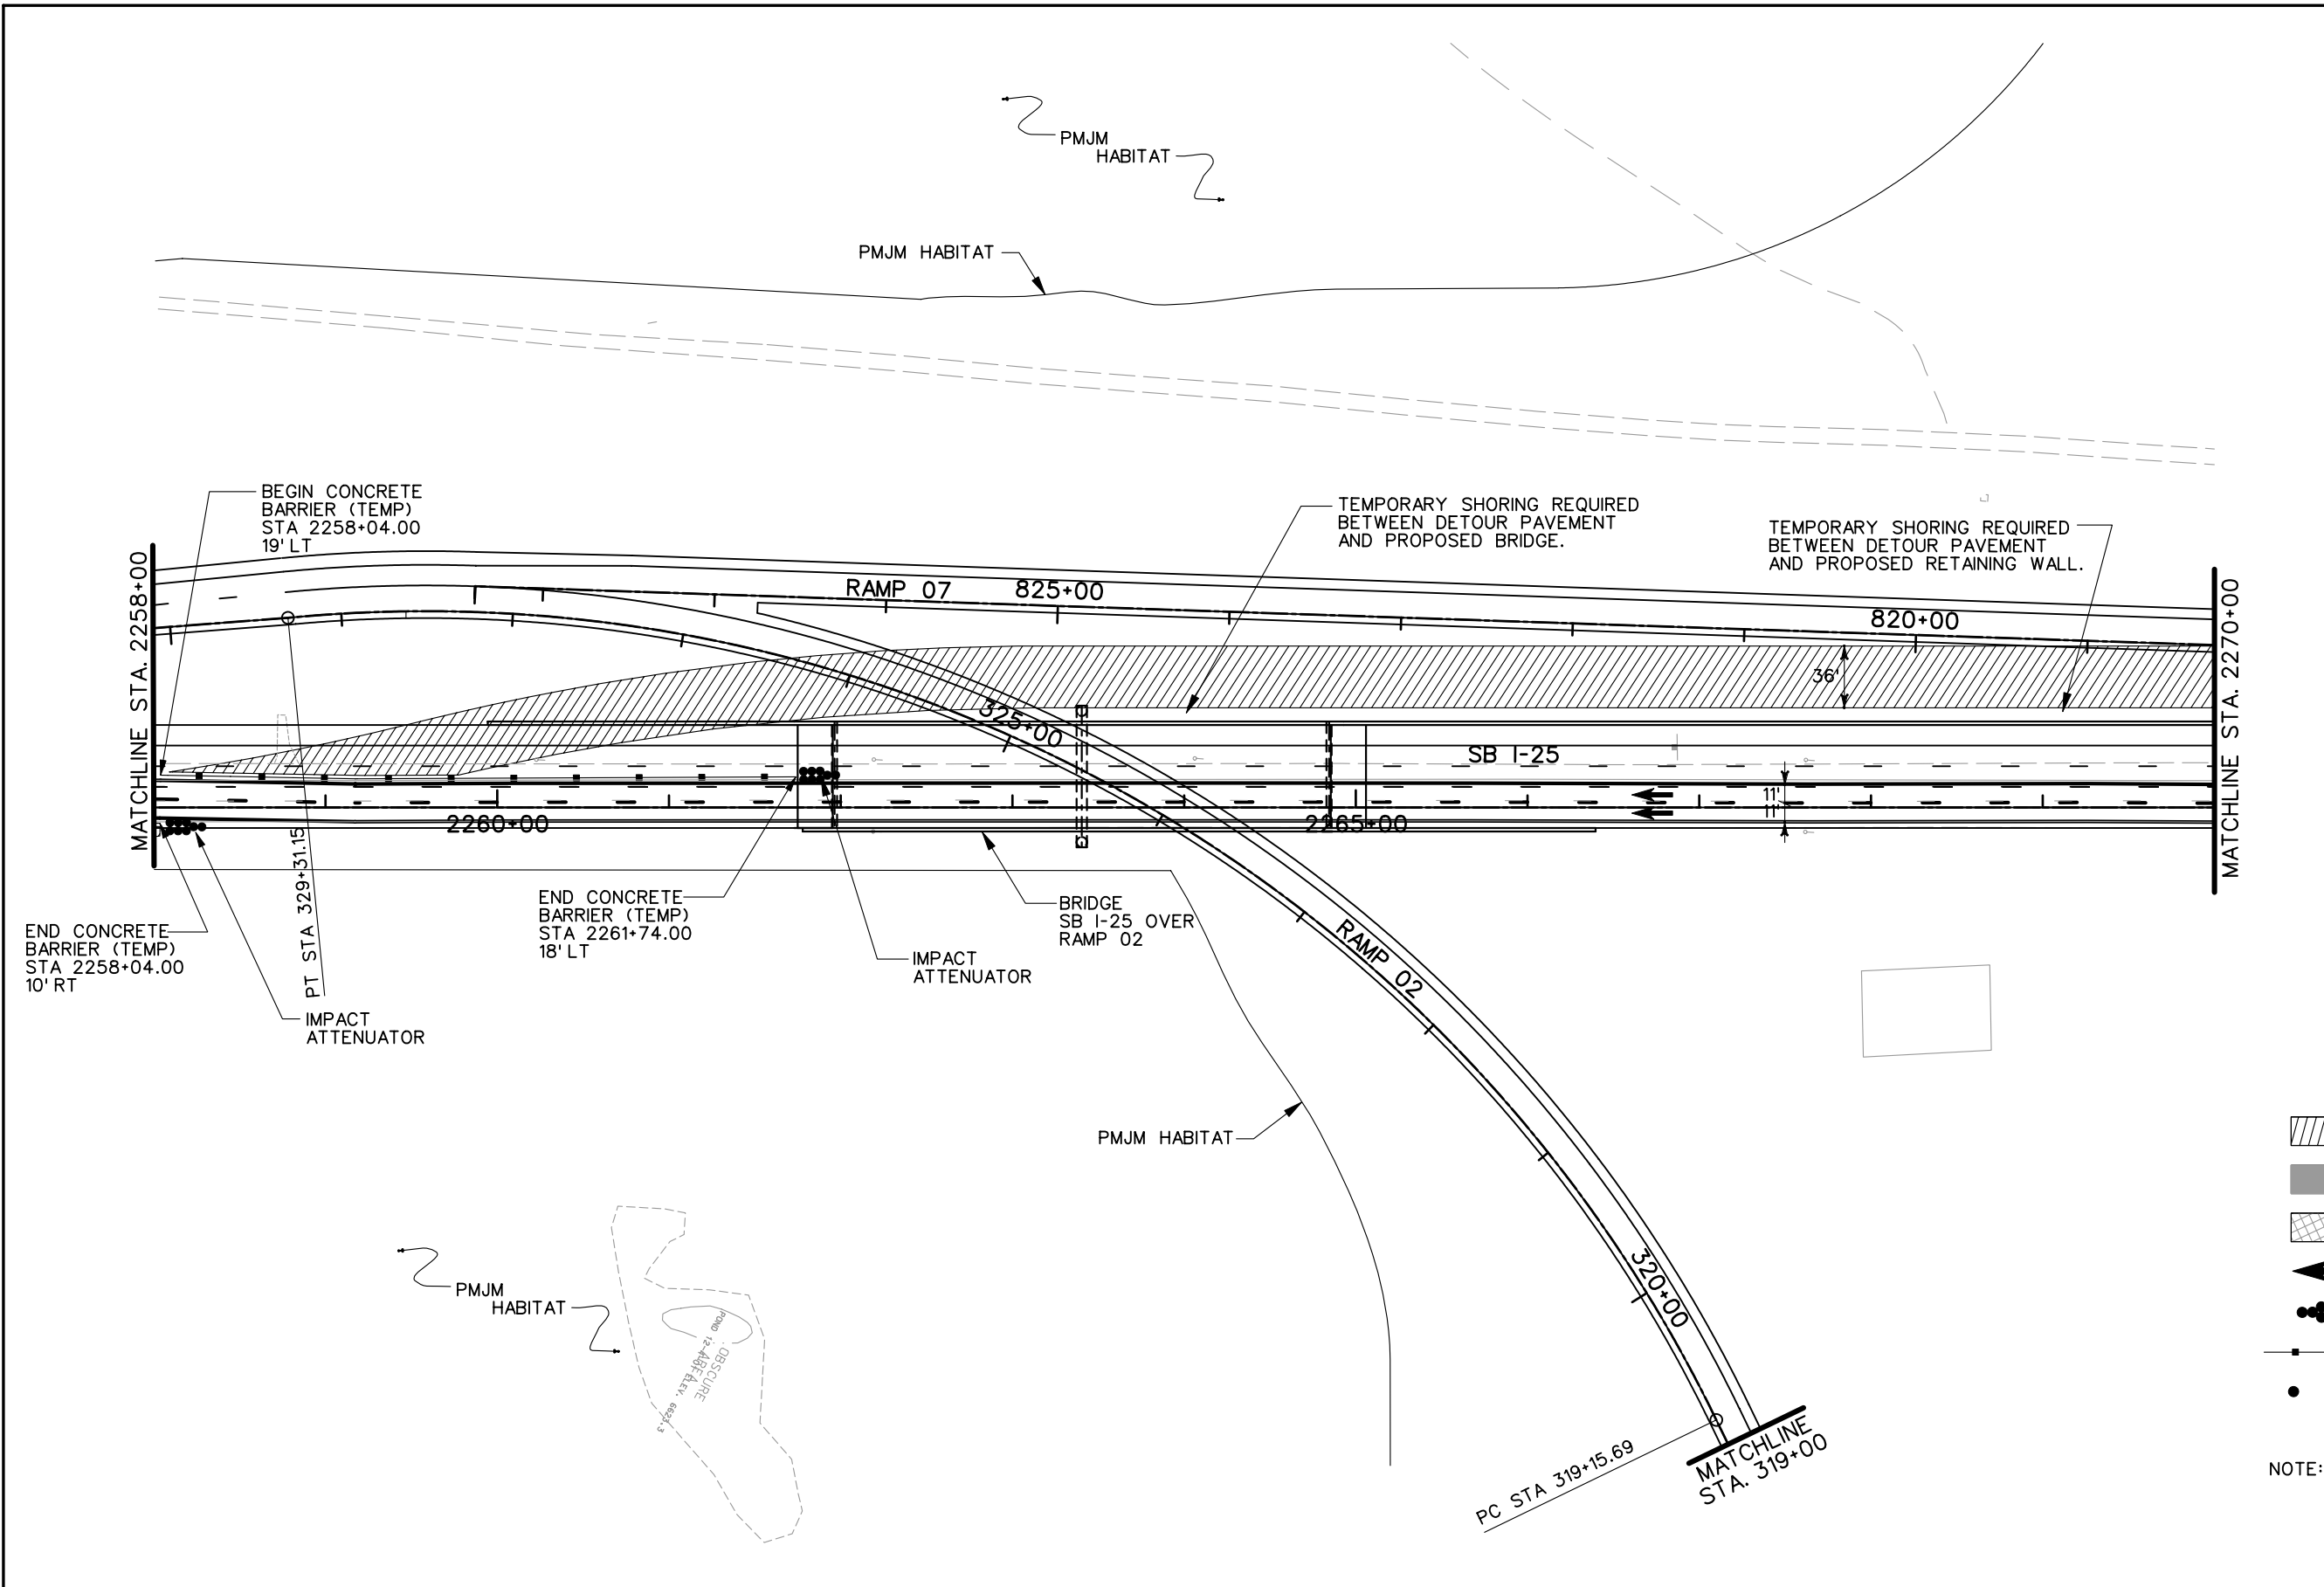 PMJM
HABITAT
PMJM HABITAT
BEGIN CONCRETE
BARRIER (TEMP)
STA 2258+04.00
19' LT
TEMPORARY SHORING REQUIRED
BETWEEN DETOUR PAVEMENT
AND PROPOSED BRIDGE.
TEMPORARY SHORING REQUIRED
BETWEEN DETOUR PAVEMENT
AND PROPOSED RETAINING WALL.
MATCHLINE STA. 2258+00
RAMP 07
825+00
820+00
MATCHLINE STA. 2270+00
36'
325+00
SB I-25
11'
11'
2260+00
2265+00
PT STA 329+31.15
END CONCRETE
BARRIER (TEMP)
STA 2258+04.00
10' RT
IMPACT
ATTENUATOR
END CONCRETE
BARRIER (TEMP)
STA 2261+74.00
18' LT
IMPACT
ATTENUATOR
BRIDGE
SB I-25 OVER
RAMP 02
RAMP 02
PMJM HABITAT
PMJM
HABITAT
OBSCURE
AREA
320+00
MATCHLINE
STA. 319+00
PC STA 319+15.69
NOTE: